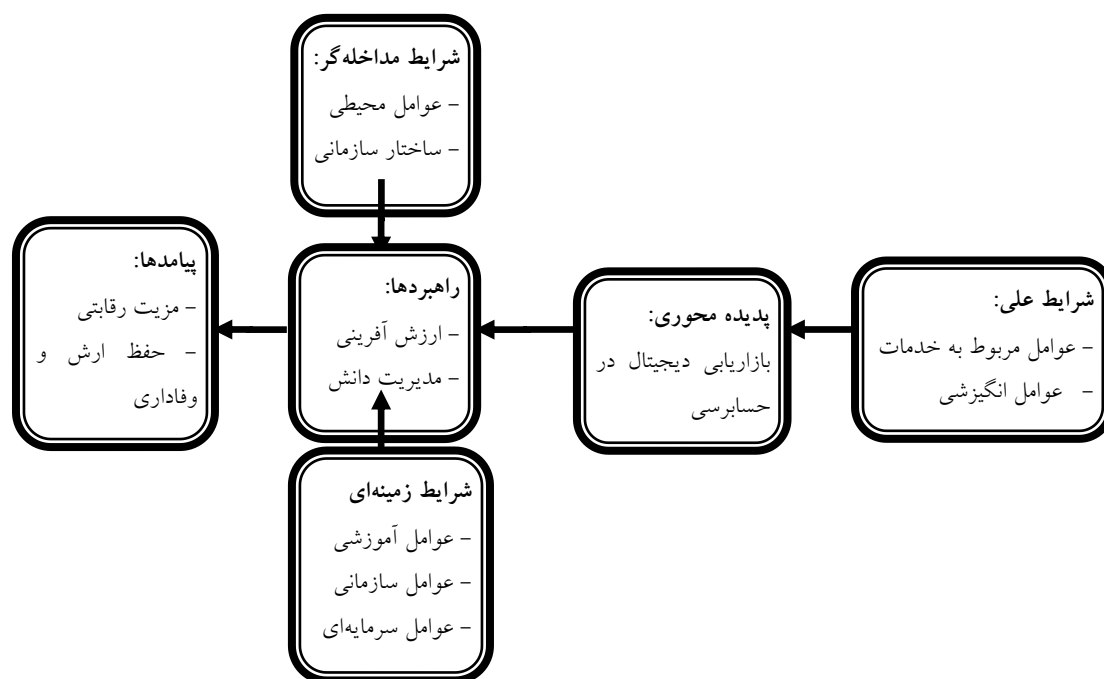 شرایط مداخله‌گر:
- عوامل محیطی
- ساختار سازمانی
شرایط علی:
- عوامل مربوط به خدمات
- عوامل انگیزشی
پدیده محوری:
بازاریابی دیجیتال در
حسابرسی
راهبردها:
- ارزش آفرینی
- مدیریت دانش
پیامدها:
- مزیت رقابتی
- حفظ ارش و
وفاداری
شرایط زمینه‌ای
- عوامل آموزشی
- عوامل سازمانی
- عوامل سرمایه‌ای